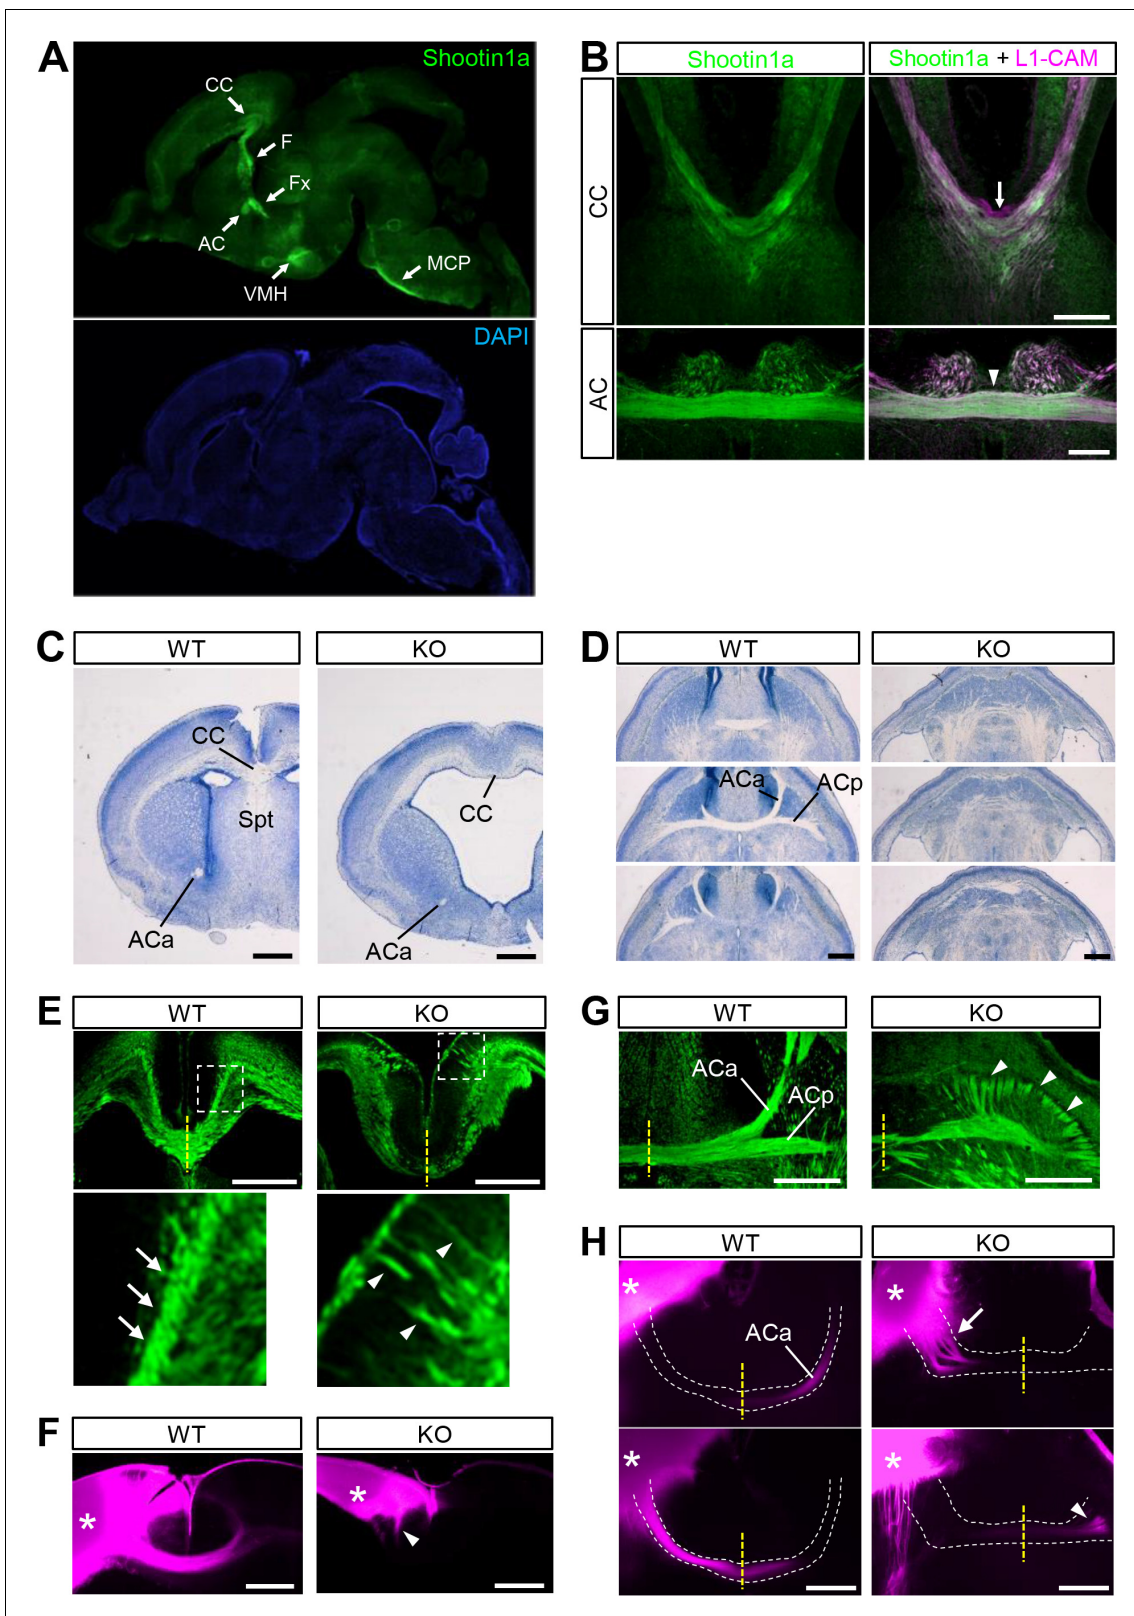 A
Shootin1a
CC
F
Fx
AC
MCP
VMH
DAPI
B
Shootin1a
Shootin1a + L1-CAM
CC
AC
C
WT
KO
CC
Spt
CC
ACa
ACa
D
WT
KO
ACa
ACp
E
WT
KO
G
WT
KO
ACa
ACp
F
WT
KO
*
*
H
WT
KO
*
*
ACa
*
*